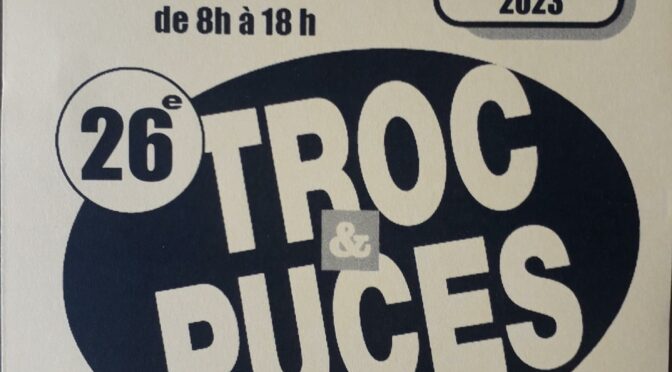 2023
de 8h à 18 h
26e
TROC
&
PUCES